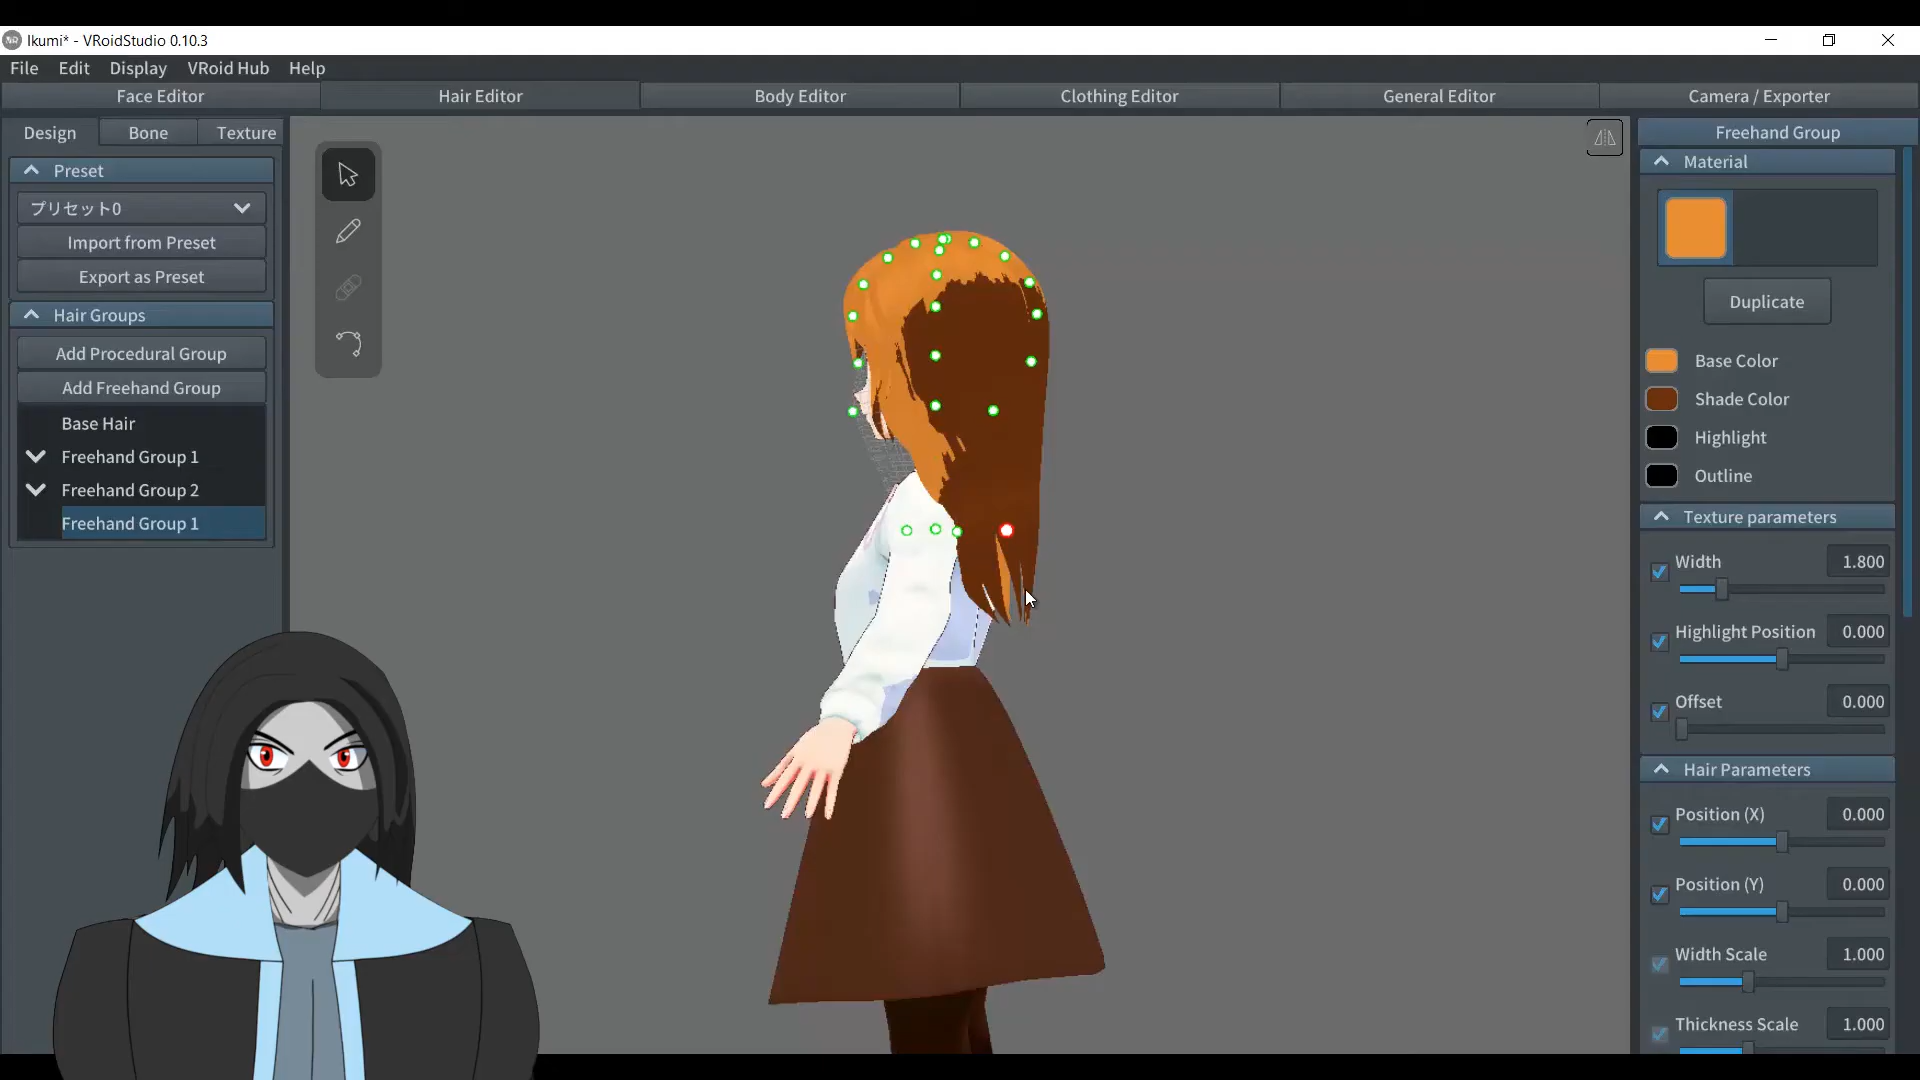 Ikumi* - VRoidStudio 0.10.3
File Edit Display VRoid Hub Help
Face Editor Hair Editor Body Editor Clothing Editor General Editor Camera / Exporter
Design Bone Texture
Preset
プリセット0
Import from Preset
Export as Preset
Hair Groups
Add Procedural Group
Add Freehand Group
Base Hair
Freehand Group 1
Freehand Group 2
Freehand Group 1
Freehand Group
Material
Duplicate
Base Color
Shade Color
Highlight
Outline
Texture parameters
Width 1.800
Highlight Position 0.000
Offset 0.000
Hair Parameters
Position (X) 0.000
Position (Y) 0.000
Width Scale 1.000
Thickness Scale 1.000